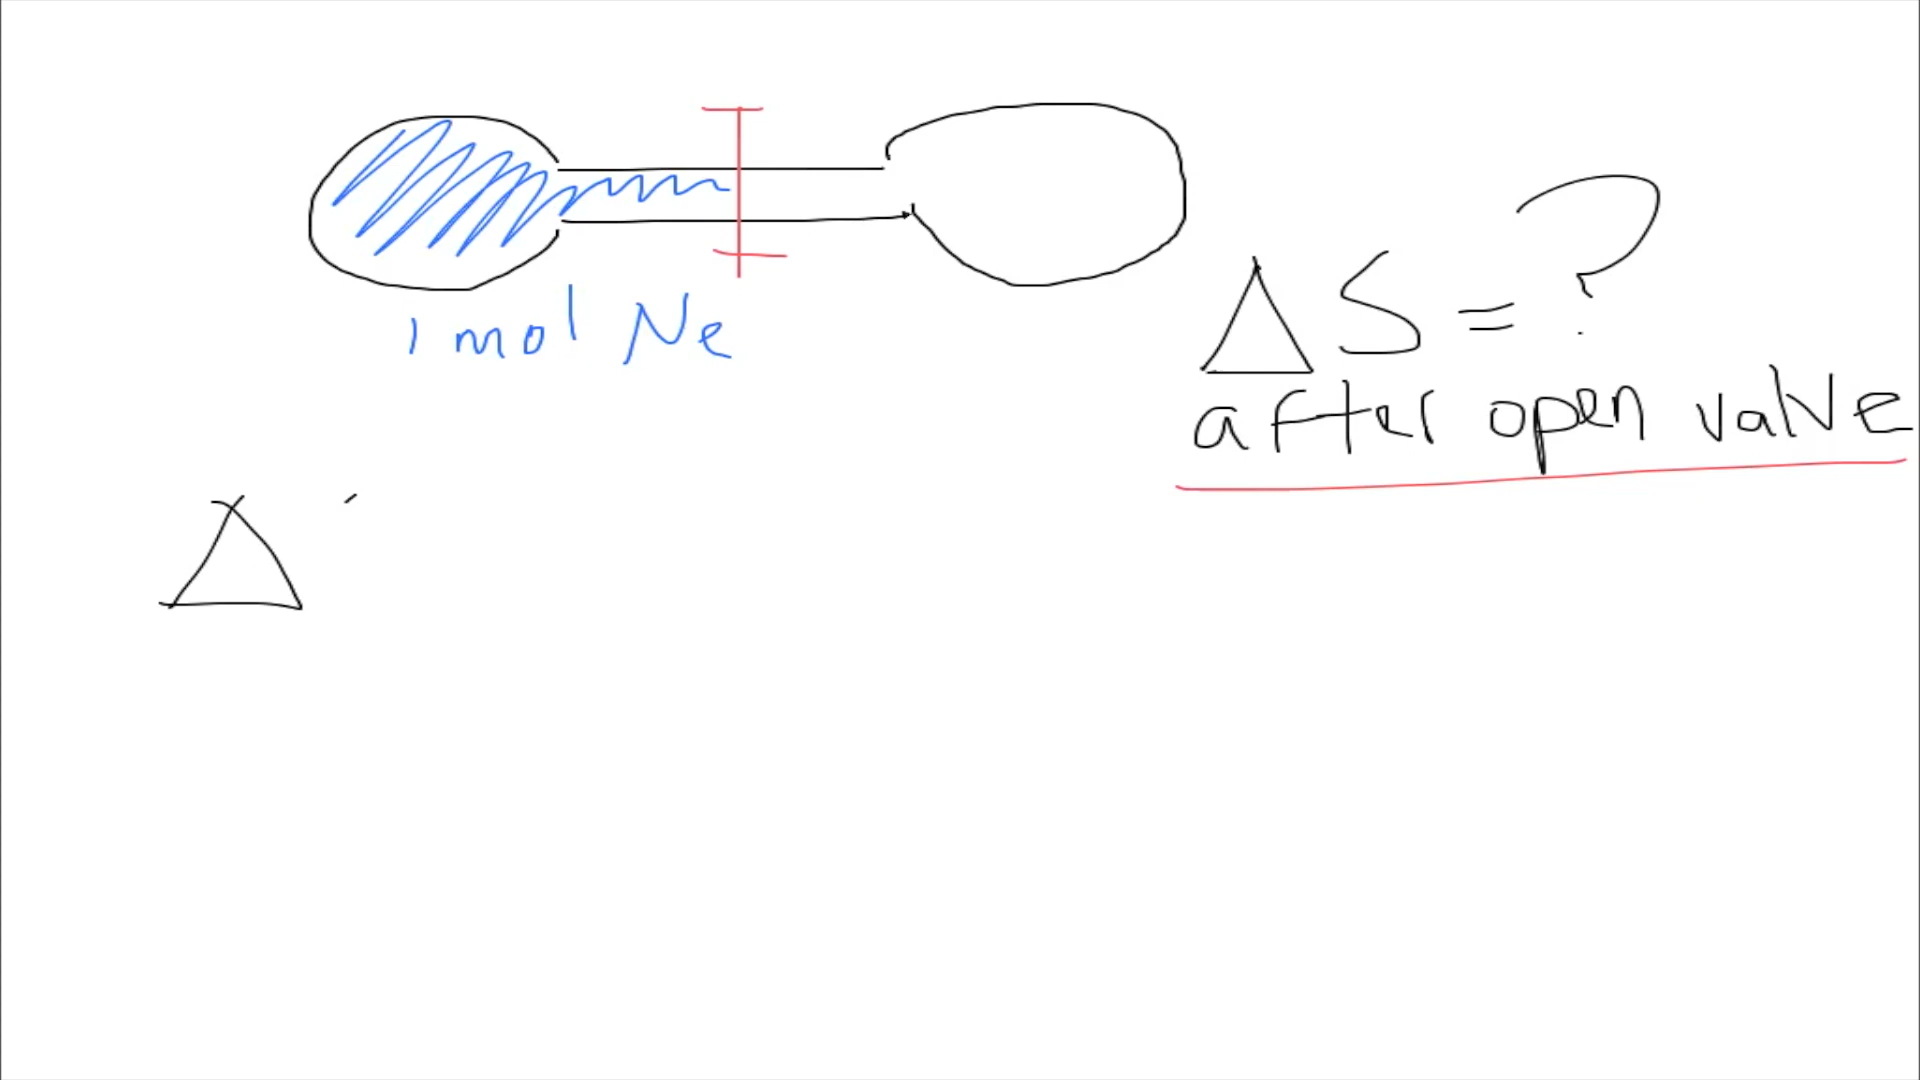 1 mol Ne
ΔS = ?
after open valve
Δ